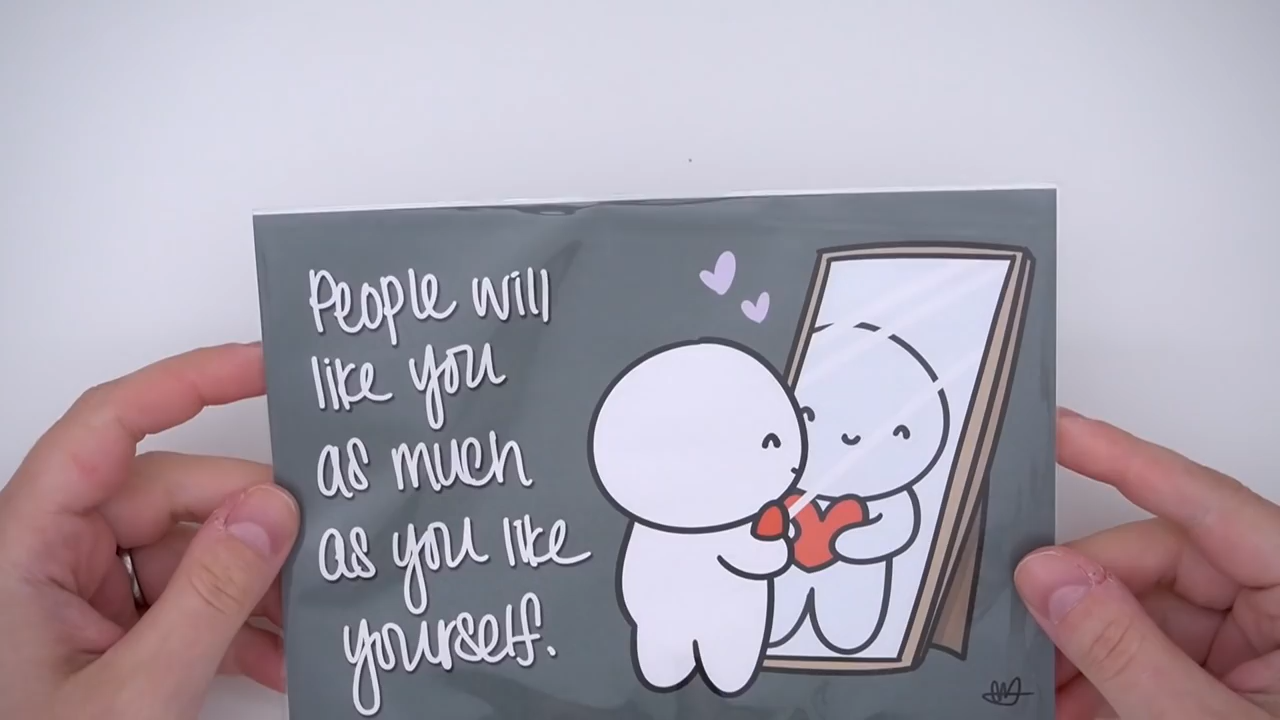 People will
like you
as much
as you like
yourself.